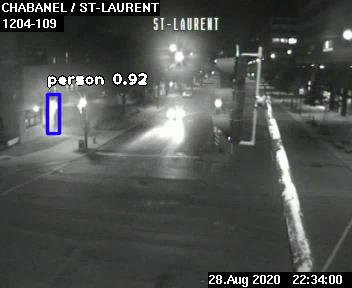 CHABANEL / ST-LAURENT
1204-109
ST-LAURENT
person 0.92
28.Aug 2020 22:34:00